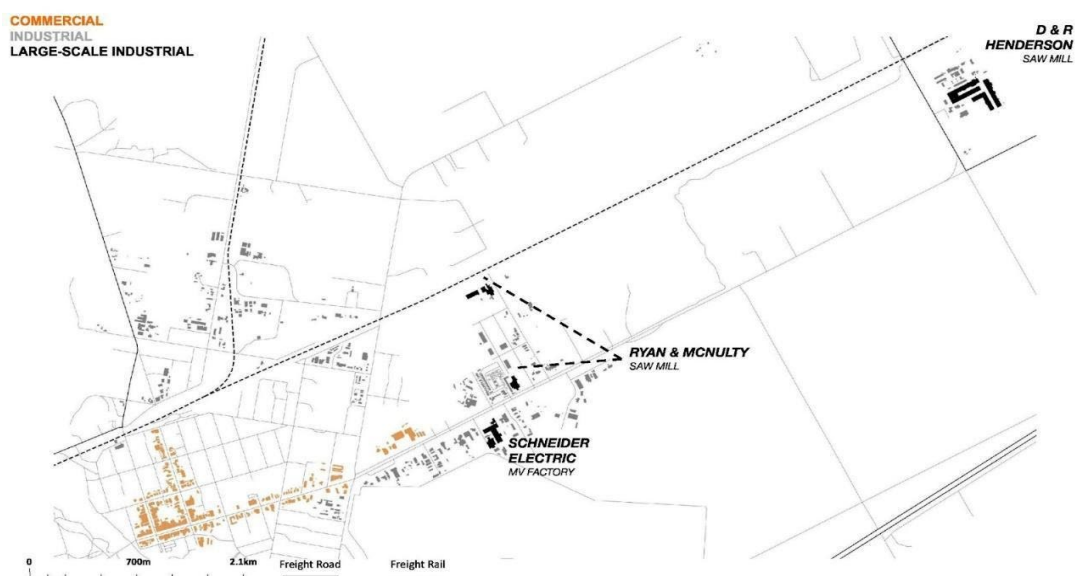 COMMERCIAL
INDUSTRIAL
LARGE-SCALE INDUSTRIAL
D & R
HENDERSON
SAW MILL
RYAN & MCNULTY
SAW MILL
SCHNEIDER
ELECTRIC
MV FACTORY
0 700m 2.1km Freight Road Freight Rail